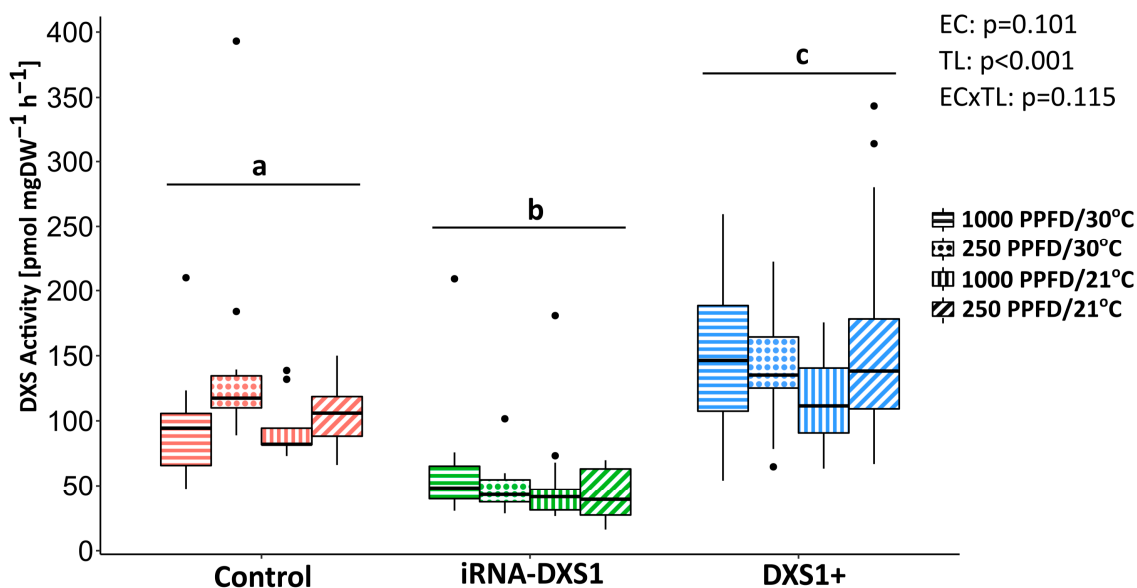 DXS Activity [pmol mgDW⁻¹ h⁻¹]
400
350
300
250
200
150
100
50
0
a
b
c
EC: p=0.101
TL: p<0.001
ECxTL: p=0.115
1000 PPFD/30°C
250 PPFD/30°C
1000 PPFD/21°C
250 PPFD/21°C
Control
iRNA-DXS1
DXS1+